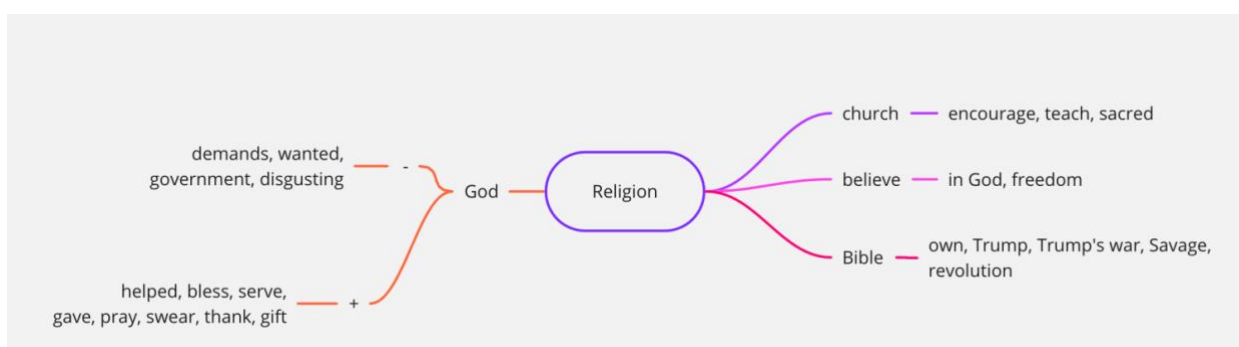 demands, wanted,
government, disgusting
-
God
helped, bless, serve,
gave, pray, swear, thank, gift
+
Religion
church
encourage, teach, sacred
believe
in God, freedom
Bible
own, Trump, Trump's war, Savage,
revolution